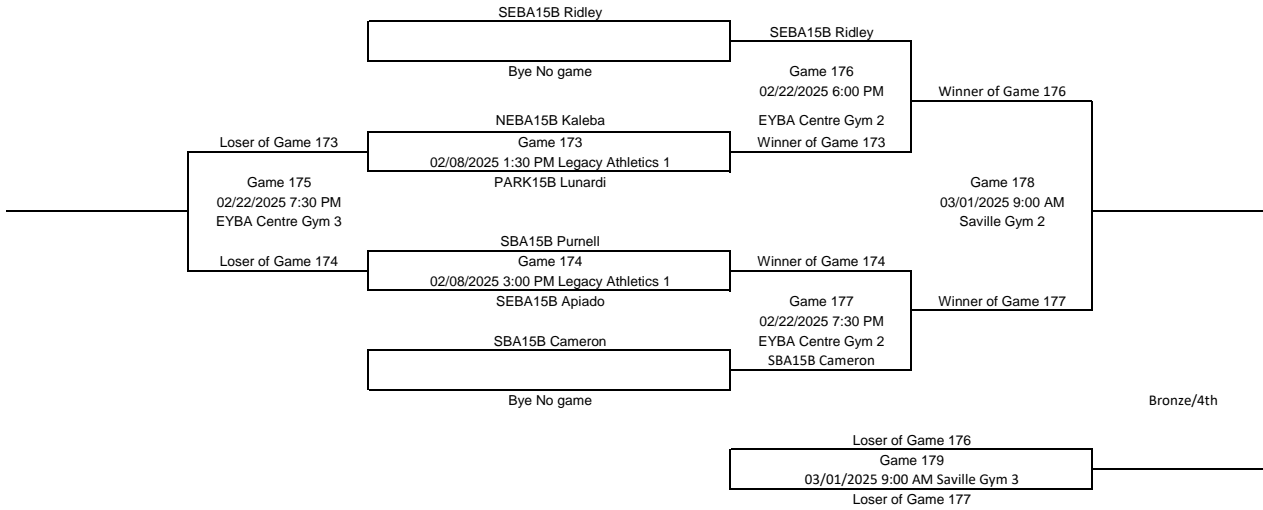 SEBA15B Ridley
SEBA15B Ridley
Bye No game
Game 176
02/22/2025 6:00 PM
Winner of Game 176
NEBA15B Kaleba
EYBA Centre Gym 2
Loser of Game 173
Game 173
Winner of Game 173
02/08/2025 1:30 PM Legacy Athletics 1
Game 175
PARK15B Lunardi
Game 178
02/22/2025 7:30 PM
03/01/2025 9:00 AM
EYBA Centre Gym 3
Saville Gym 2
SBA15B Purnell
Loser of Game 174
Game 174
Winner of Game 174
02/08/2025 3:00 PM Legacy Athletics 1
SEBA15B Apiado
Game 177
Winner of Game 177
02/22/2025 7:30 PM
SBA15B Cameron
EYBA Centre Gym 2
SBA15B Cameron
Bye No game
Bronze/4th
Loser of Game 176
Game 179
03/01/2025 9:00 AM Saville Gym 3
Loser of Game 177